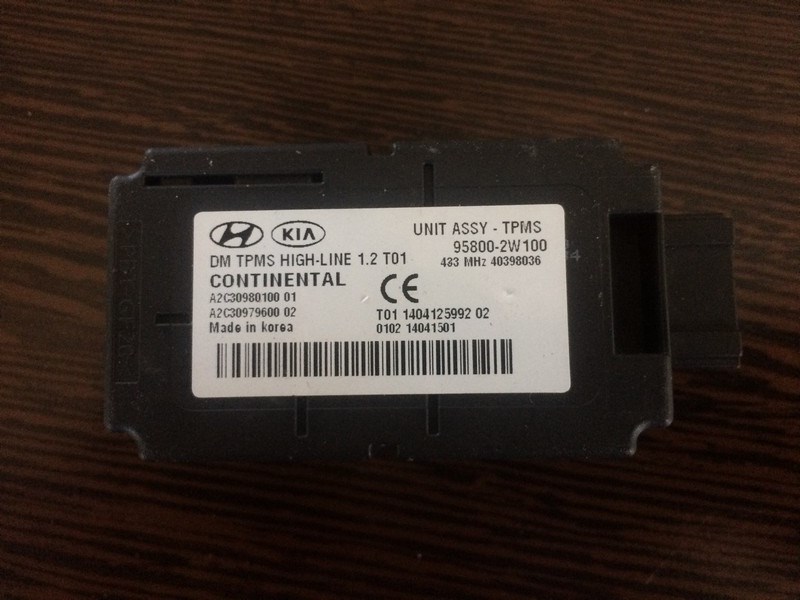 KIA
UNIT ASSY - TPMS
95800-2W100
433 MHz 40398036
DM TPMS HIGH-LINE 1.2 T01
CONTINENTAL
CE
A2C30980100 01
A2C30979600 02
Made in korea
T01 1404125992 02
0102 14041501